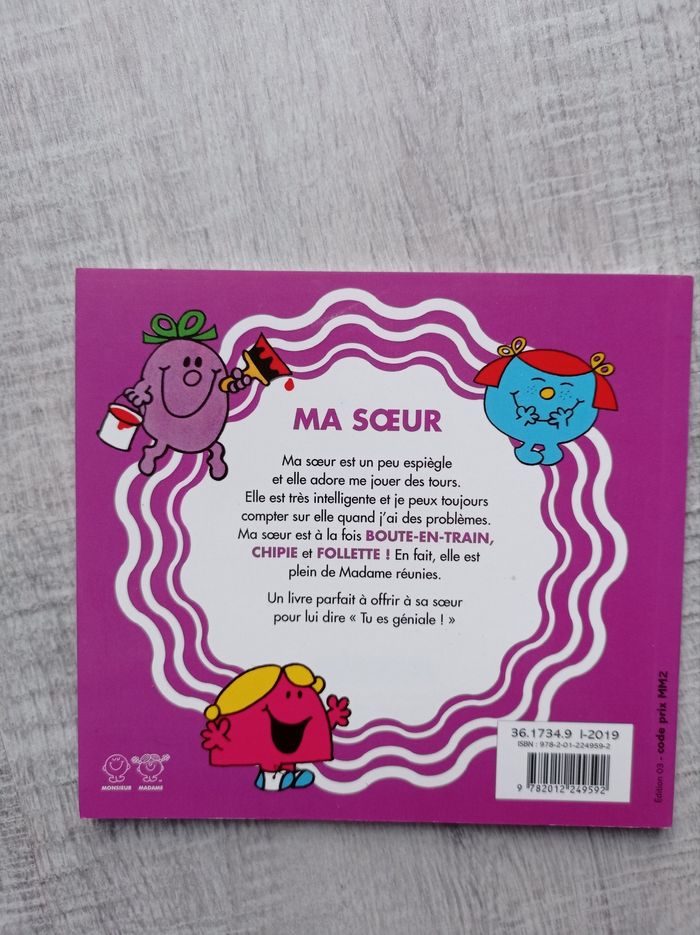 MA SŒUR
Ma sœur est un peu espiègle
et elle adore me jouer des tours.
Elle est très intelligente et je peux toujours
compter sur elle quand j'ai des problèmes.
Ma sœur est à la fois BOUTE-EN-TRAIN,
CHIPIE et FOLLETTE ! En fait, elle est
plein de Madame réunies.
Un livre parfait à offrir à sa sœur
pour lui dire « Tu es géniale ! »
MONSIEUR MADAME
36.1734.9 I-2019
ISBN : 978-2-01-224959-2
9 782012 249592
Édition 03 - code prix MM2